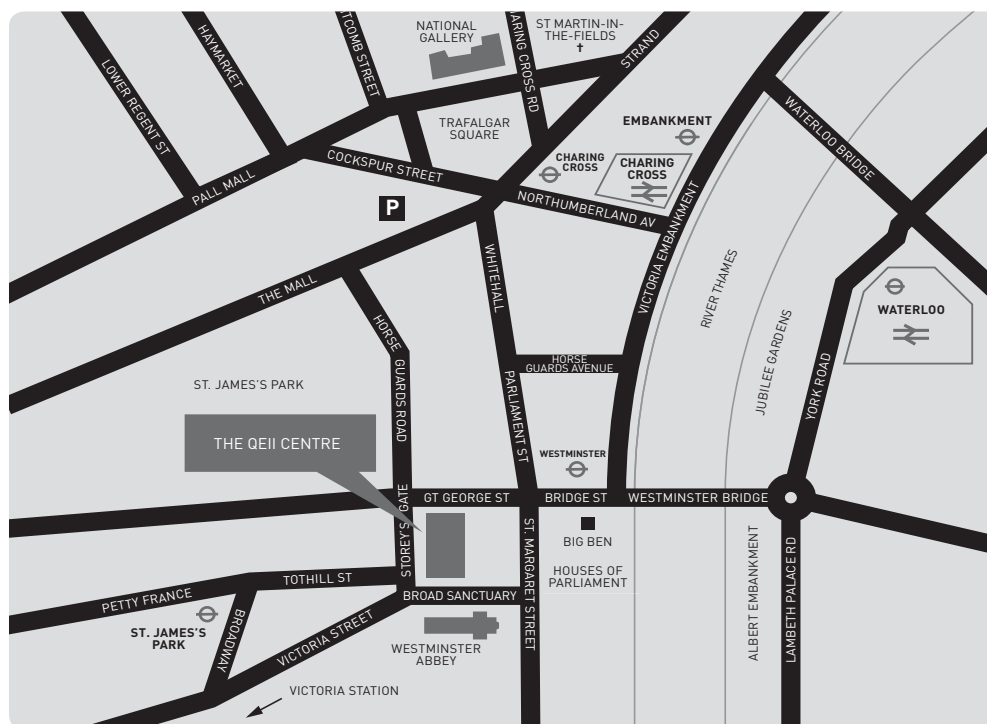 NATIONAL
GALLERY
ST MARTIN-IN-
THE-FIELDS
HAYMARKET
STRAND
LOWER REGENT ST
TRAFALGAR
SQUARE
EMBANKMENT
WATERLOO BRIDGE
COCKSPUR STREET
CHARING
CROSS
CHARING
CROSS
PALL MALL
P
NORTHUMBERLAND AV
VICTORIA EMBANKMENT
WHITEHALL
THE MALL
RIVER THAMES
WATERLOO
HORSE
GUARDS ROAD
HORSE
GUARDS AVENUE
JUBILEE GARDENS
YORK ROAD
ST. JAMES'S PARK
PARLIAMENT ST
THE QEII CENTRE
WESTMINSTER
GT GEORGE ST
BRIDGE ST
WESTMINSTER BRIDGE
BIG BEN
HOUSES OF
PARLIAMENT
ST. MARGARET STREET
ALBERT EMBANKMENT
LAMBETH PALACE RD
TOTHILL ST
PETTY FRANCE
BROAD SANCTUARY
ST. JAMES'S
PARK
BROADWAY
VICTORIA STREET
WESTMINSTER
ABBEY
VICTORIA STATION